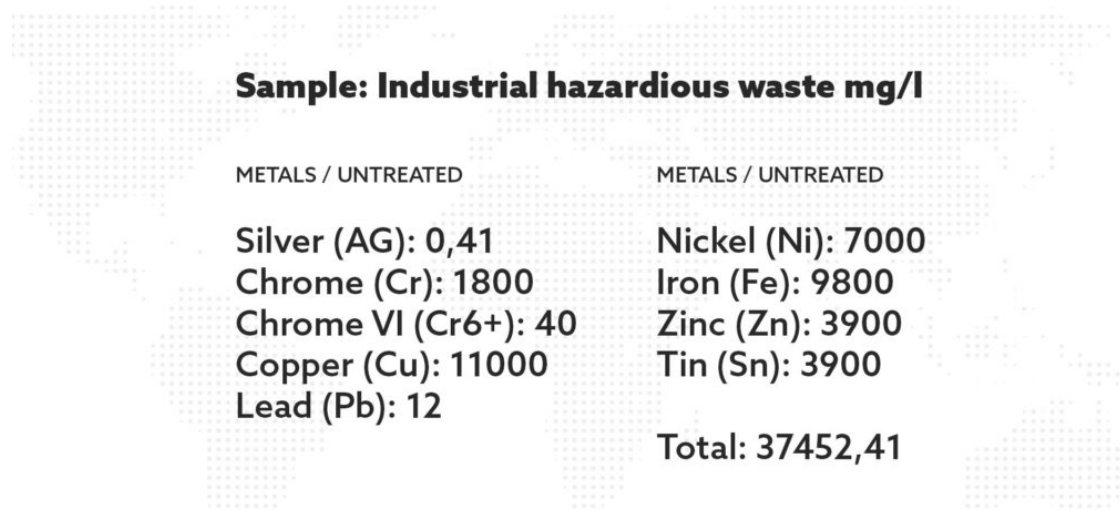 Sample: Industrial hazardious waste mg/l
METALS / UNTREATED
Silver (AG): 0,41
Chrome (Cr): 1800
Chrome VI (Cr6+): 40
Copper (Cu): 11000
Lead (Pb): 12
METALS / UNTREATED
Nickel (Ni): 7000
Iron (Fe): 9800
Zinc (Zn): 3900
Tin (Sn): 3900
Total: 37452,41